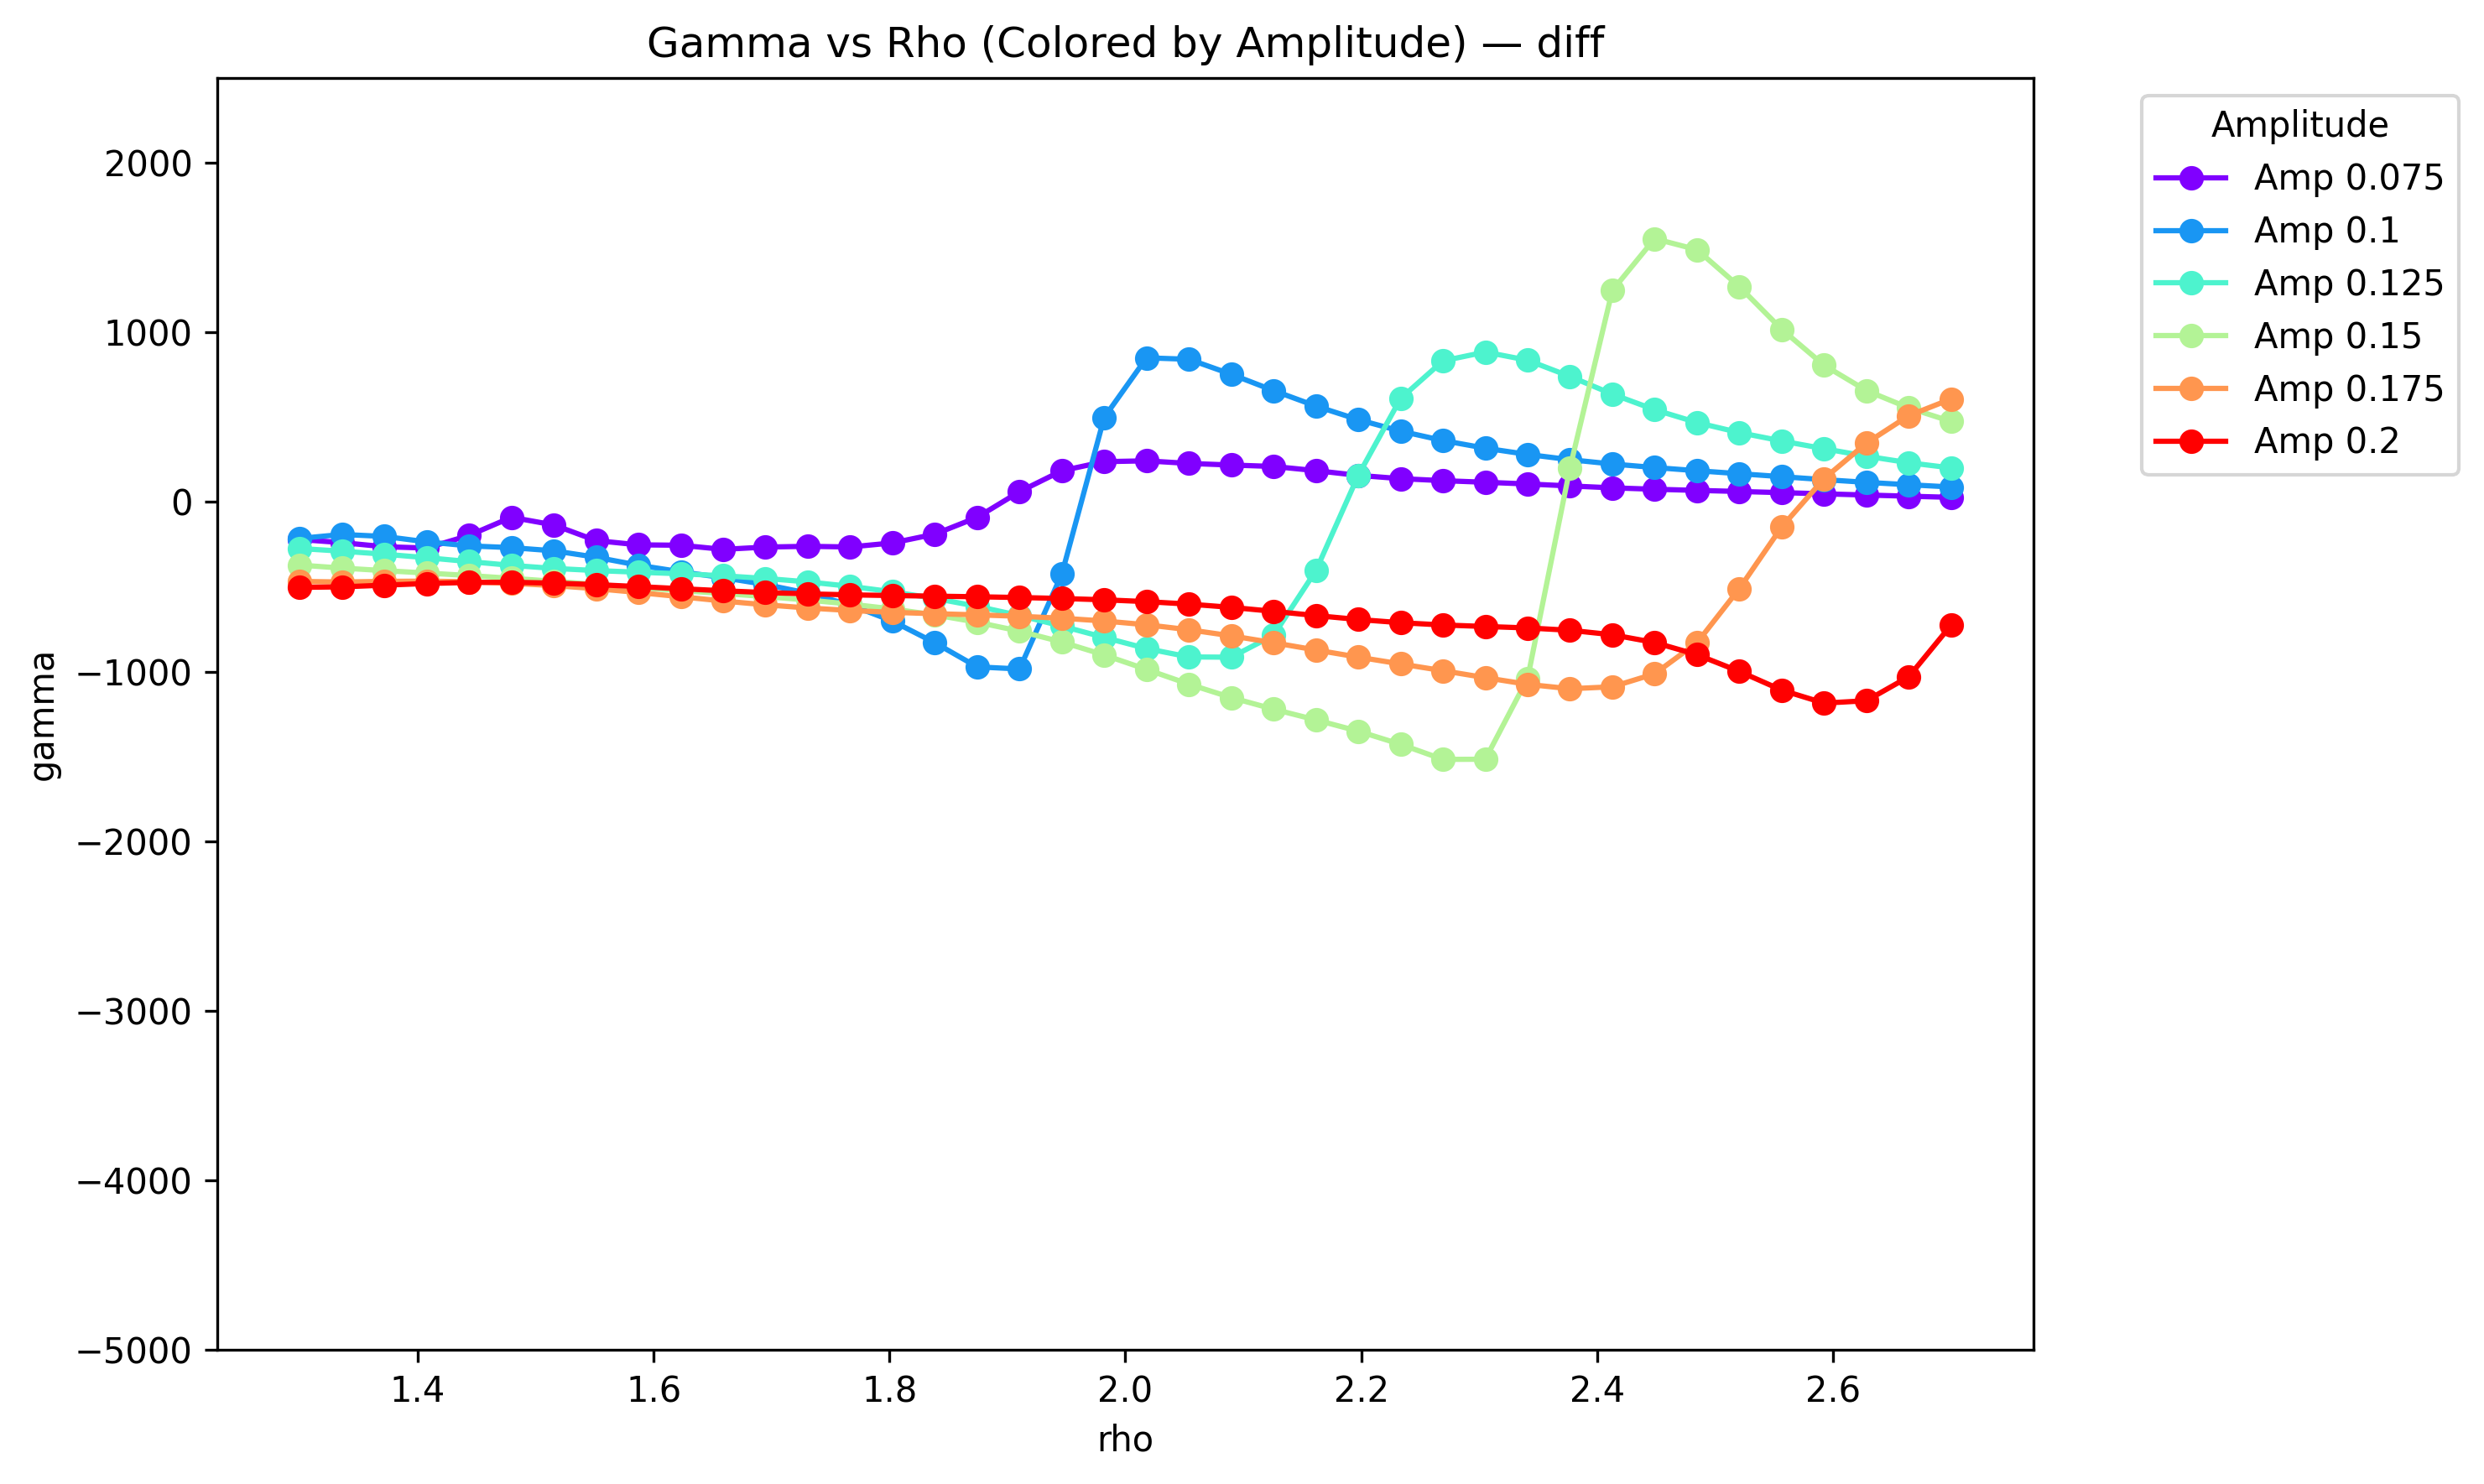 Gamma vs Rho (Colored by Amplitude) — diff
2000
1000
0
−1000
−2000
−3000
−4000
−5000
gamma
1.4
1.6
1.8
2.0
2.2
2.4
2.6
rho
Amplitude
Amp 0.075
Amp 0.1
Amp 0.125
Amp 0.15
Amp 0.175
Amp 0.2